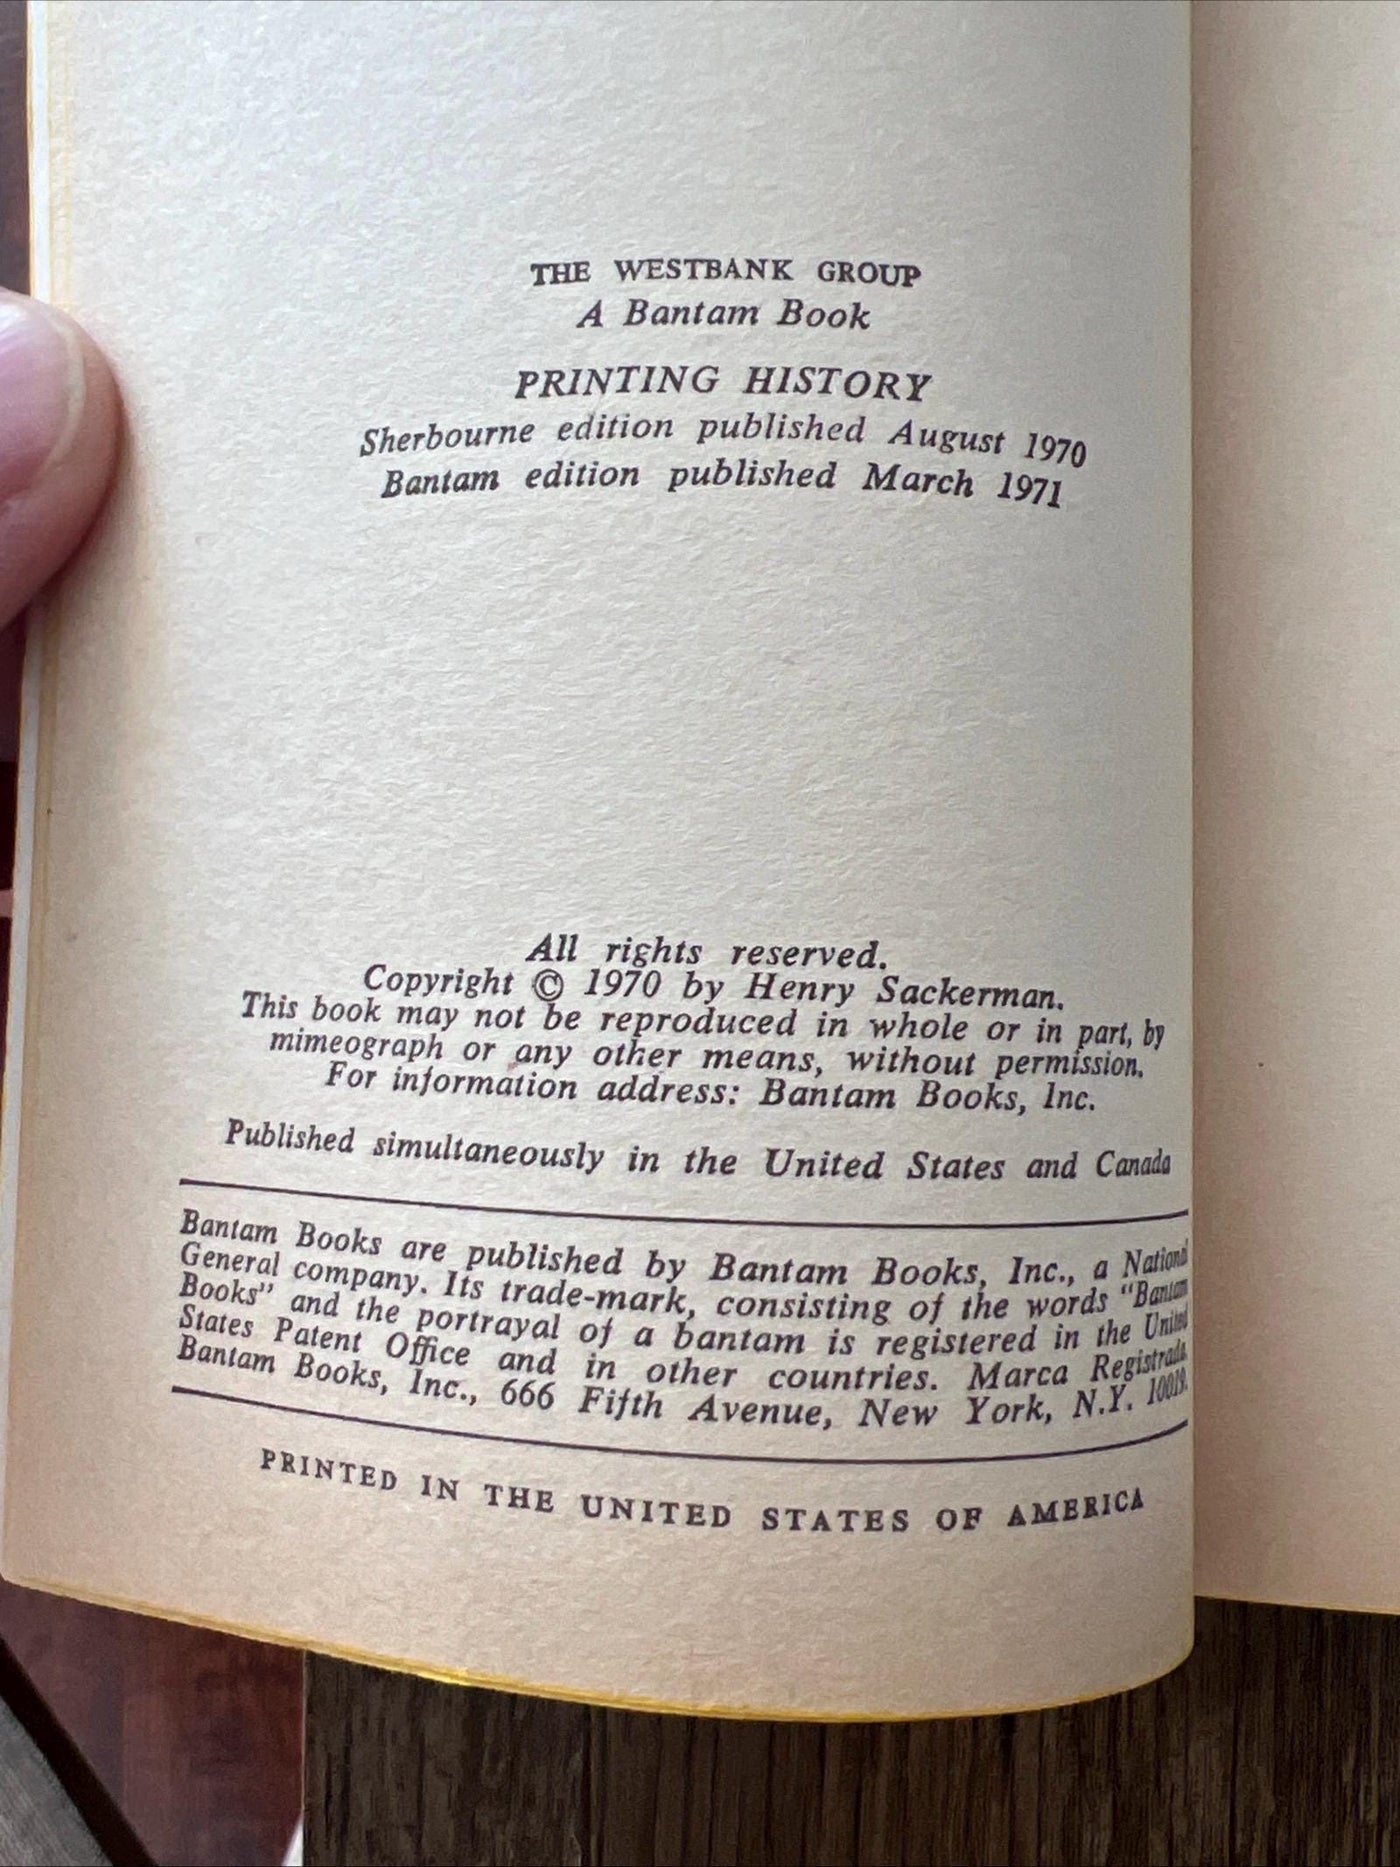 THE WESTBANK GROUP
A Bantam Book
PRINTING HISTORY
Sherbourne edition published August 1970
Bantam edition published March 1971
All rights reserved.
Copyright © 1970 by Henry Sackerman.
This book may not be reproduced in whole or in part, by
mimeograph or any other means, without permission.
For information address: Bantam Books, Inc.
Published simultaneously in the United States and Canada
Bantam Books are published by Bantam Books, Inc., a National
General company. Its trade-mark, consisting of the words "Bantam
Books" and the portrayal of a bantam is registered in the United
States Patent Office and in other countries. Marca Registrada.
Bantam Books, Inc., 666 Fifth Avenue, New York, N.Y. 10019.
PRINTED IN THE UNITED STATES OF AMERICA